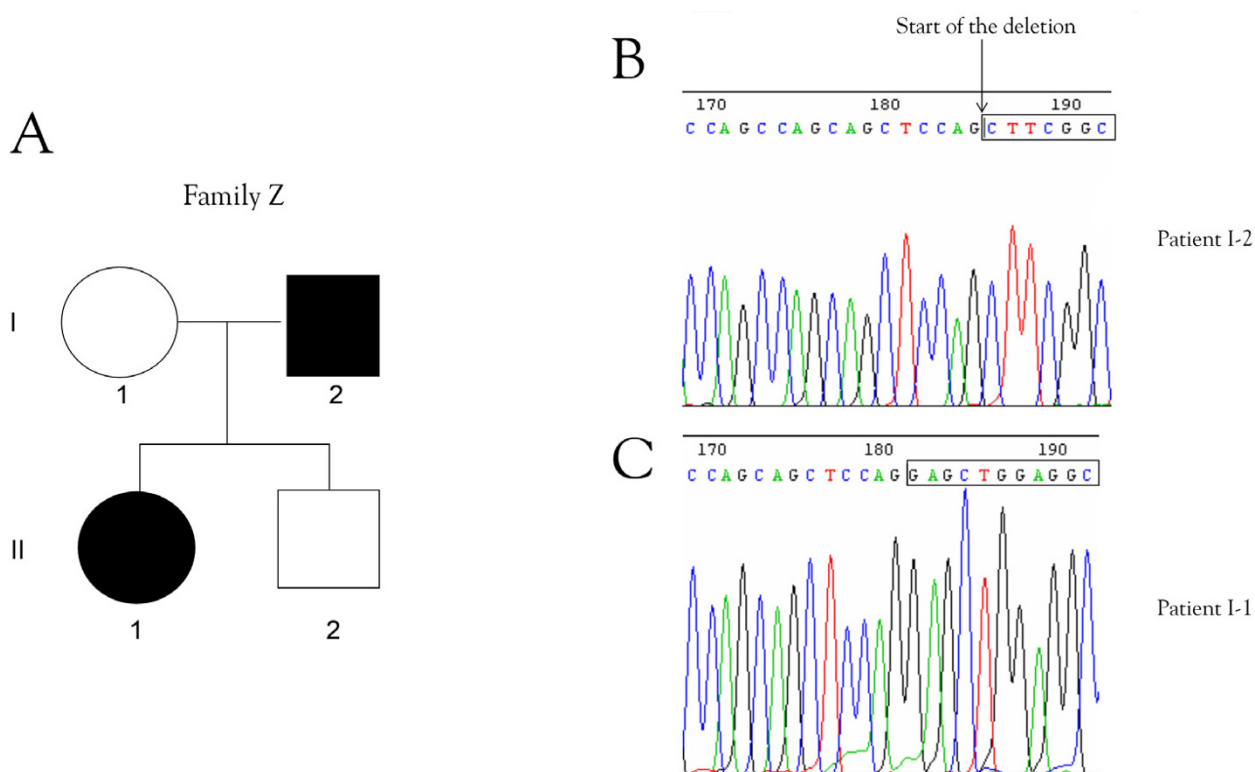 A
Family Z
I
1
2
II
1
2
B
Start of the deletion
170 180 190
C C A G C C A G C A G C T C C A G C T T C G G C
Patient I-2
C
170 180 190
C C A G C A G C T C C A G G A G C T G G A G G C
Patient I-1